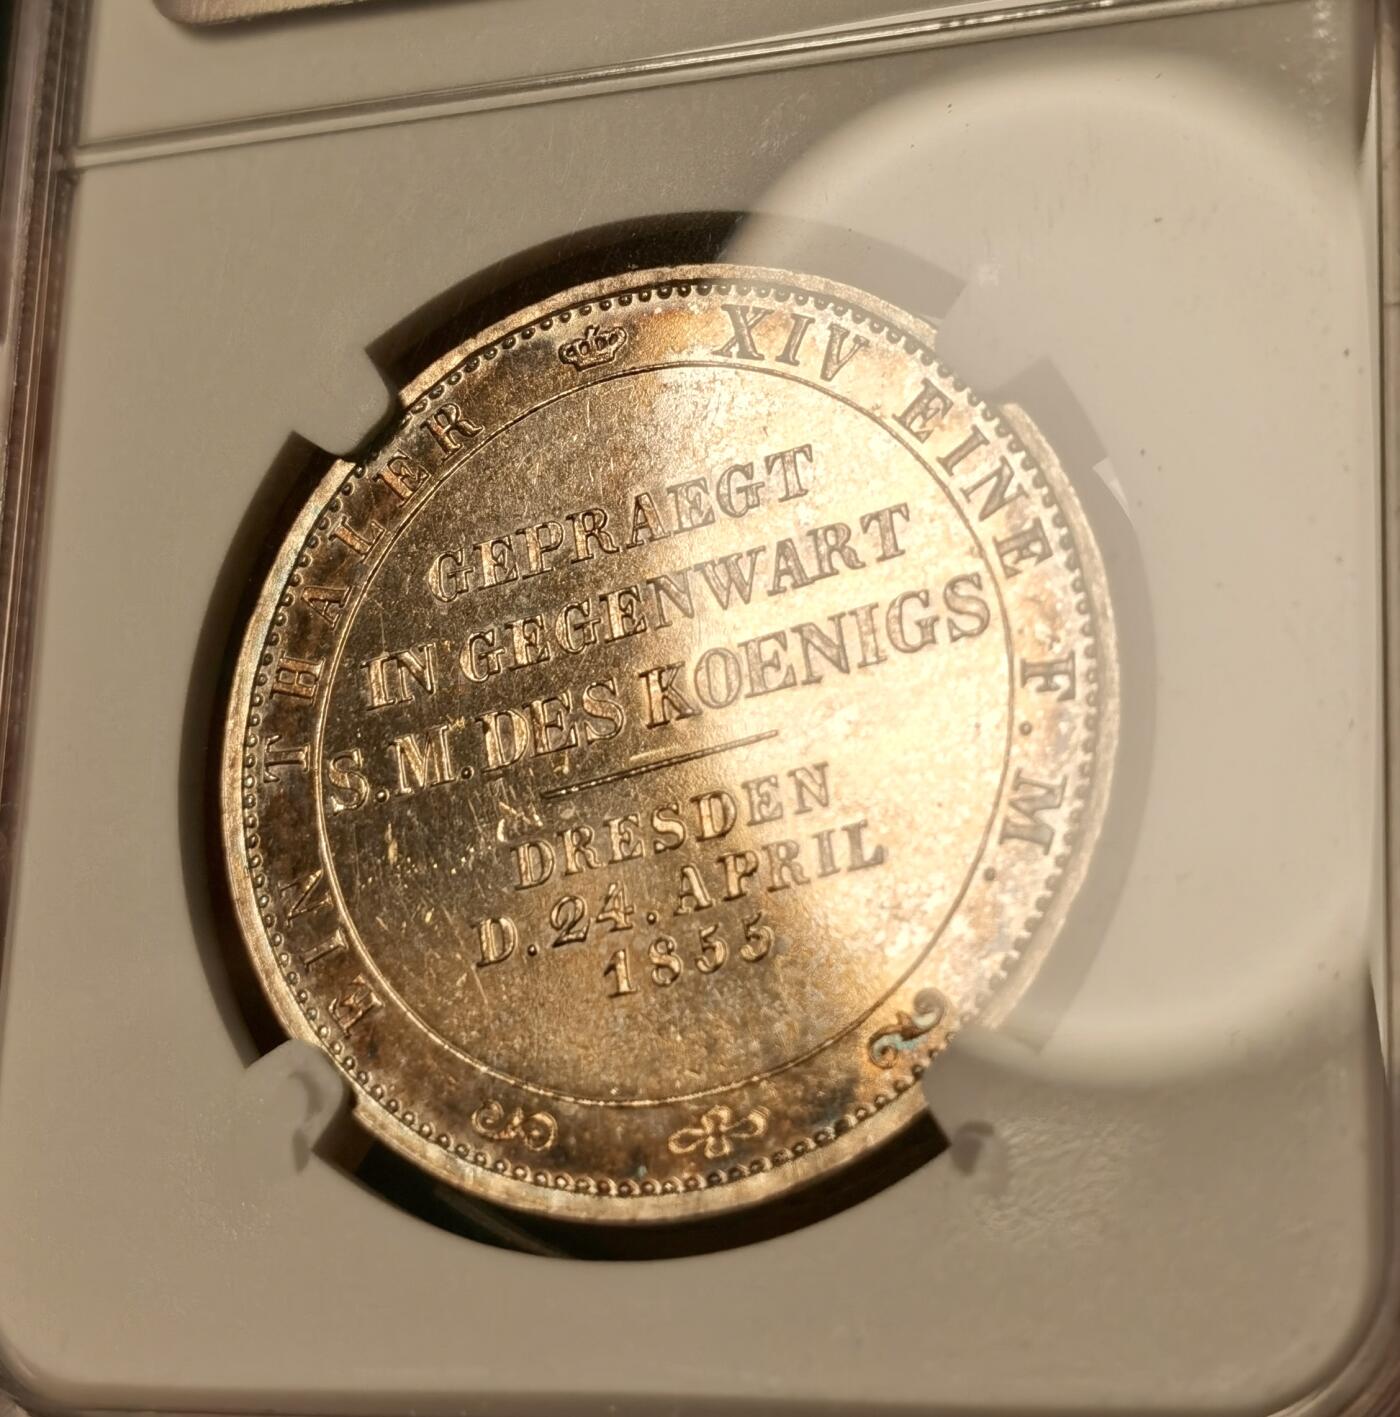 EIN THALER XIV EINE F. M.
GEPRAEGT
IN GEGENWART
S.M. DES KOENIGS
DRESDEN
D. 24. APRIL
1855